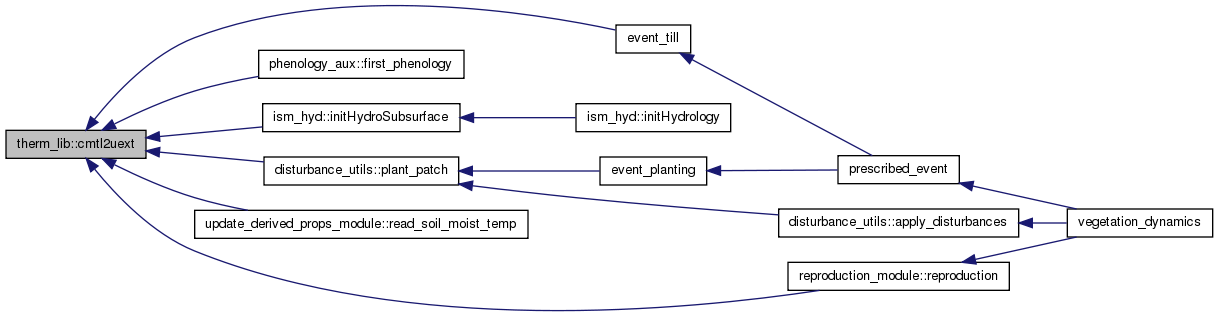 event_till
phenology_aux::first_phenology
ism_hyd::initHydroSubsurface
ism_hyd::initHydrology
therm_lib::cmtl2uext
disturbance_utils::plant_patch
event_planting
prescribed_event
update_derived_props_module::read_soil_moist_temp
disturbance_utils::apply_disturbances
vegetation_dynamics
reproduction_module::reproduction